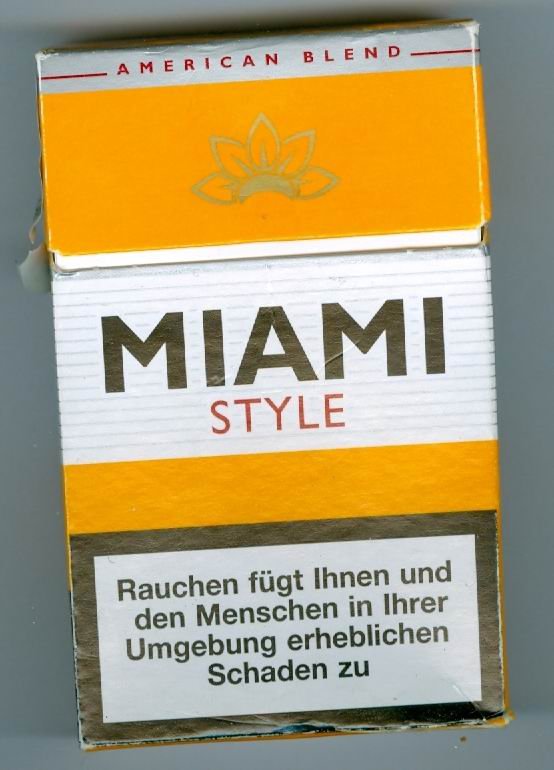 AMERICAN BLEND
MIAMI
STYLE
Rauchen fügt Ihnen und
den Menschen in Ihrer
Umgebung erheblichen
Schaden zu